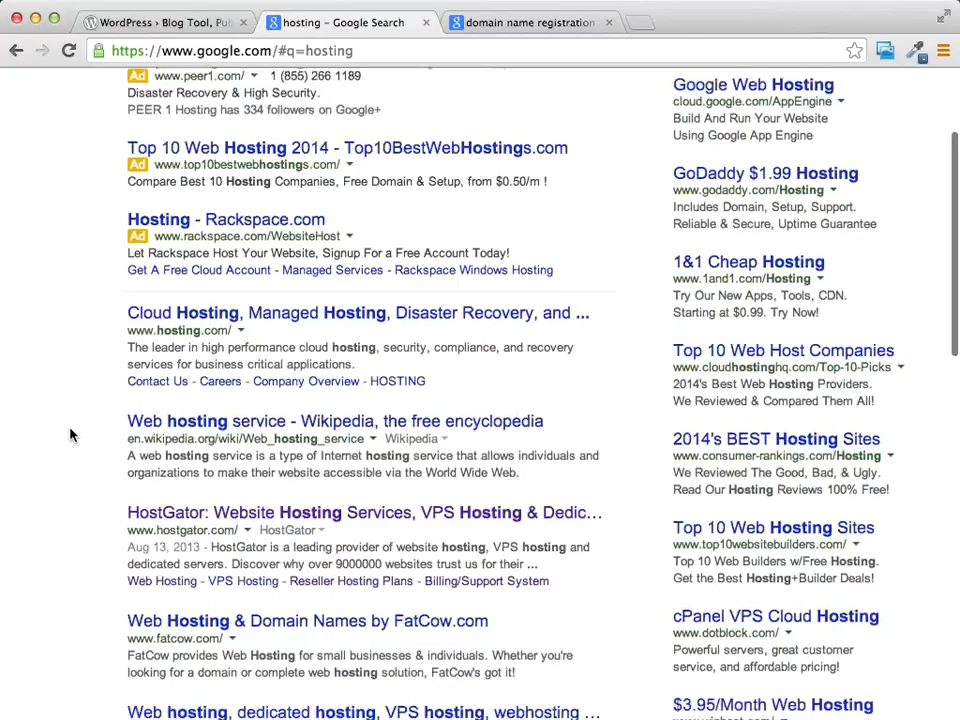 WordPress › Blog Tool, Pu
hosting - Google Search
domain name registration
https://www.google.com/#q=hosting
Ad www.peer1.com/ 1 (855) 266 1189
Disaster Recovery & High Security.
PEER 1 Hosting has 334 followers on Google+
Top 10 Web Hosting 2014 - Top10BestWebHostings.com
Ad www.top10bestwebhostings.com/
Compare Best 10 Hosting Companies, Free Domain & Setup, from $0.50/m !
Hosting - Rackspace.com
Ad www.rackspace.com/WebsiteHost
Let Rackspace Host Your Website, Signup For a Free Account Today!
Get A Free Cloud Account - Managed Services - Rackspace Windows Hosting
Cloud Hosting, Managed Hosting, Disaster Recovery, and ...
www.hosting.com/
The leader in high performance cloud hosting, security, compliance, and recovery
services for business critical applications.
Contact Us - Careers - Company Overview - HOSTING
Web hosting service - Wikipedia, the free encyclopedia
en.wikipedia.org/wiki/Web_hosting_service Wikipedia
A web hosting service is a type of Internet hosting service that allows individuals and
organizations to make their website accessible via the World Wide Web.
HostGator: Website Hosting Services, VPS Hosting & Dedic...
www.hostgator.com/ HostGator
Aug 13, 2013 - HostGator is a leading provider of website hosting, VPS hosting and
dedicated servers. Discover why over 9000000 websites trust us for their ...
Web Hosting - VPS Hosting - Reseller Hosting Plans - Billing/Support System
Web Hosting & Domain Names by FatCow.com
www.fatcow.com/
FatCow provides Web Hosting for small businesses & individuals. Whether you're
looking for a domain or complete web hosting solution, FatCow's got it!
Web hosting, dedicated hosting, VPS hosting, webhosting ...
Google Web Hosting
cloud.google.com/AppEngine
Build And Run Your Website
Using Google App Engine
GoDaddy $1.99 Hosting
www.godaddy.com/Hosting
Includes Domain, Setup, Support.
Reliable & Secure, Uptime Guarantee
1&1 Cheap Hosting
www.1and1.com/Hosting
Try Our New Apps, Tools, CDN.
Starting at $0.99. Try Now!
Top 10 Web Host Companies
www.cloudhostinghq.com/Top-10-Picks
2014's Best Web Hosting Providers.
We Reviewed & Compared Them All!
2014's BEST Hosting Sites
www.consumer-rankings.com/Hosting
We Reviewed The Good, Bad, & Ugly.
Read Our Hosting Reviews 100% Free!
Top 10 Web Hosting Sites
www.top10websitebuilders.com/
Top 10 Web Builders w/Free Hosting.
Get the Best Hosting+Builder Deals!
cPanel VPS Cloud Hosting
www.dotblock.com/
Powerful servers, great customer
service, and affordable pricing!
$3.95/Month Web Hosting